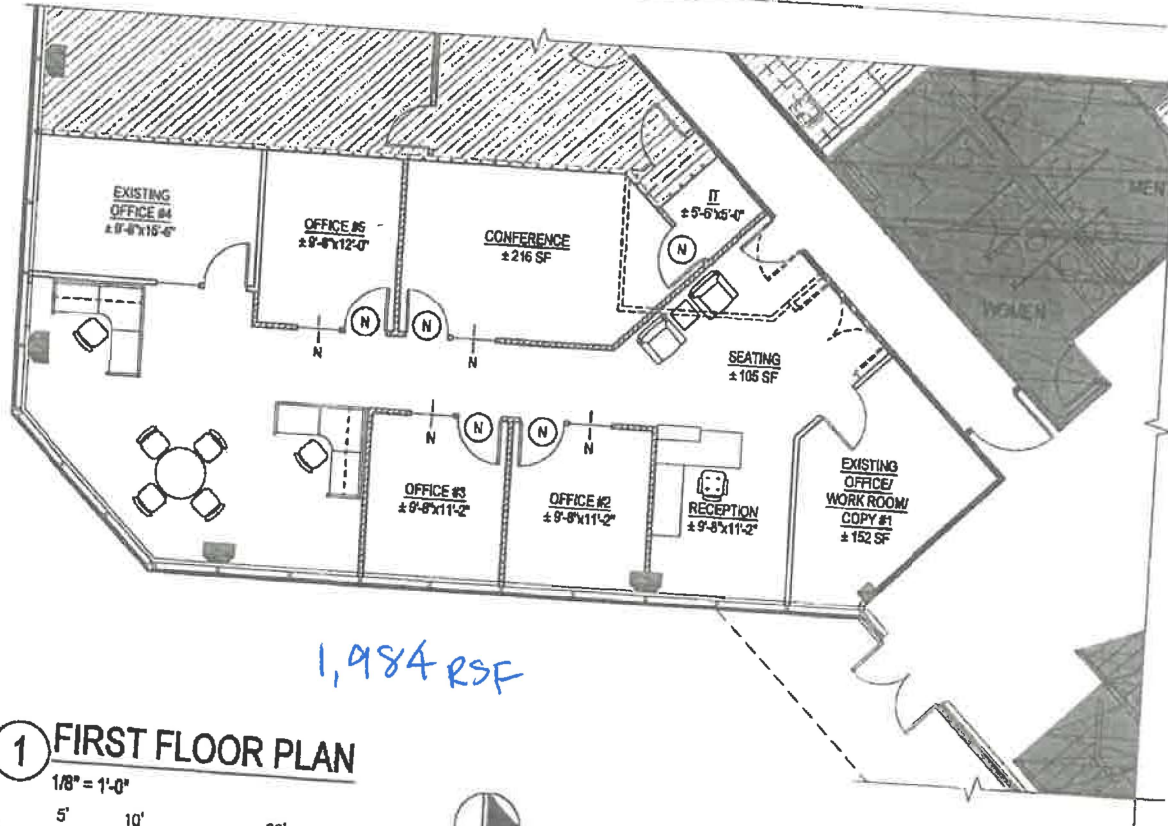 EXISTING
OFFICE #4
± 9'-8"x15'-6"
OFFICE #5
± 9'-8"x12'-0"
CONFERENCE
± 216 SF
IT
± 5'-6"x5'-0"
N
N
N
N
N
SEATING
± 105 SF
MEN
WOMEN
N
N
N
N
OFFICE #3
± 9'-8"x11'-2"
OFFICE #2
± 9'-8"x11'-2"
RECEPTION
± 9'-8"x11'-2"
EXISTING
OFFICE/
WORK ROOM/
COPY #1
± 152 SF
1,984 RSF
1 FIRST FLOOR PLAN
1/8" = 1'-0"
5' 10'